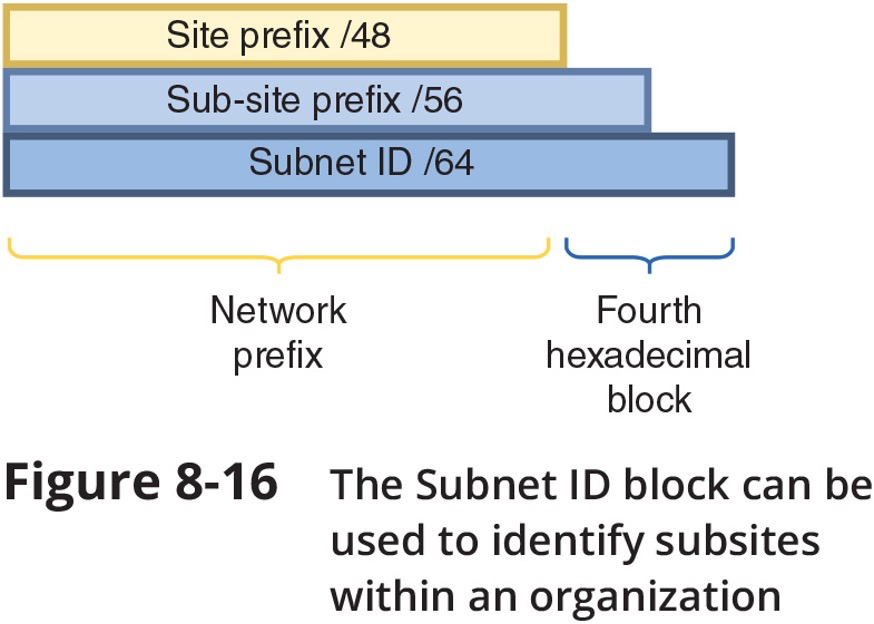 Site prefix /48
Sub-site prefix /56
Subnet ID /64
Network
prefix
Fourth
hexadecimal
block
Figure 8-16 The Subnet ID block can be
used to identify subsites
within an organization